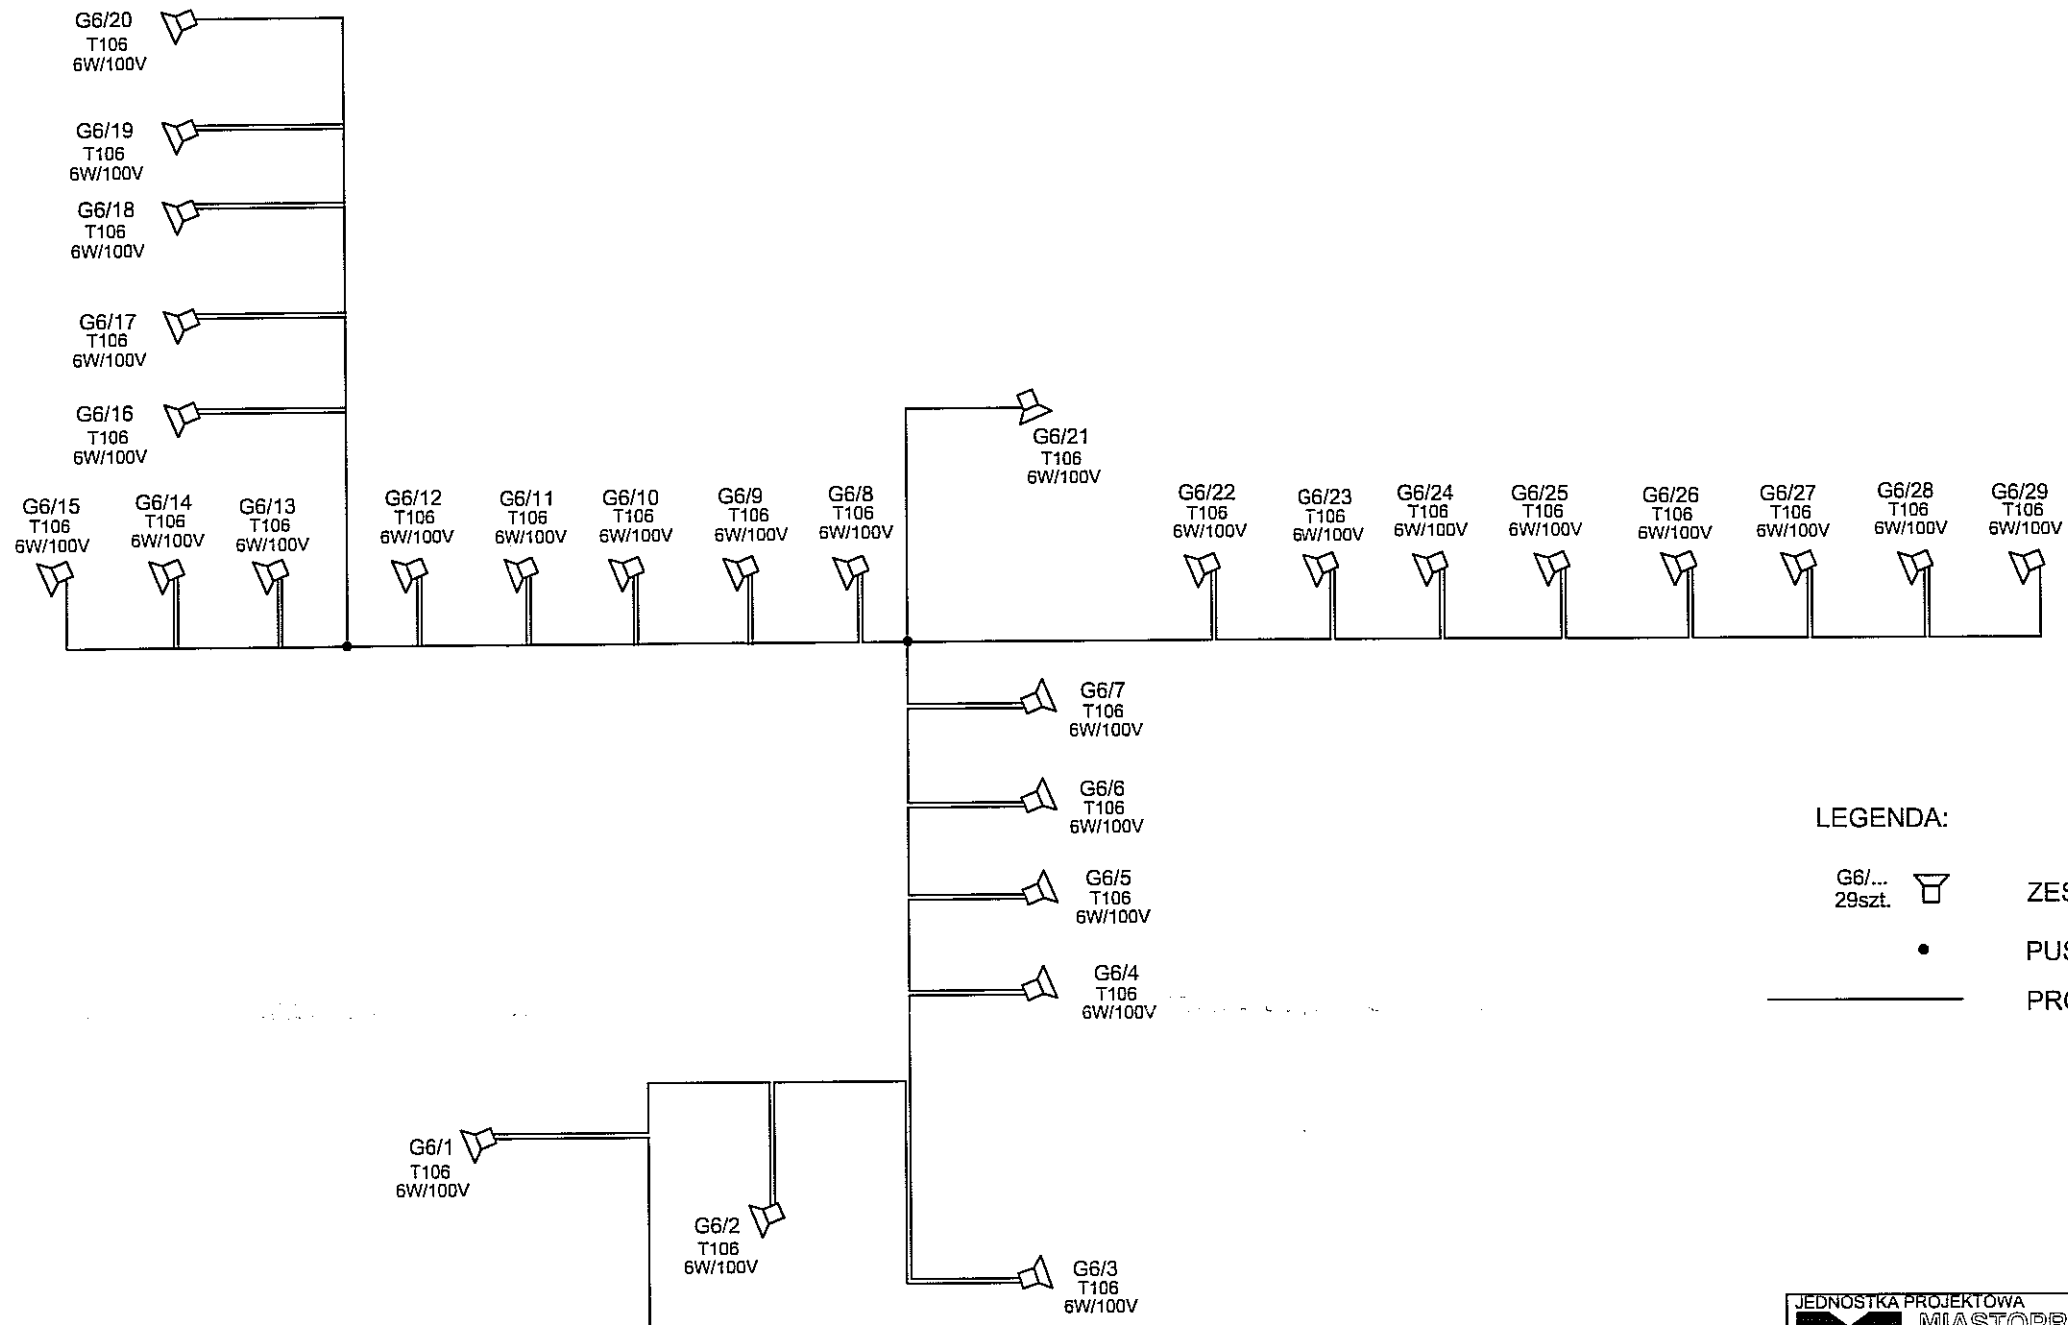 G6/20
T106
6W/100V
G6/19
T106
6W/100V
G6/18
T106
6W/100V
G6/17
T106
6W/100V
G6/16
T106
6W/100V
G6/21
T106
6W/100V
G6/15
T106
6W/100V
G6/14
T106
6W/100V
G6/13
T106
6W/100V
G6/12
T106
6W/100V
G6/11
T106
6W/100V
G6/10
T106
6W/100V
G6/9
T106
6W/100V
G6/8
T106
6W/100V
G6/22
T106
6W/100V
G6/23
T106
6W/100V
G6/24
T106
6W/100V
G6/25
T106
6W/100V
G6/26
T106
6W/100V
G6/27
T106
6W/100V
G6/28
T106
6W/100V
G6/29
T106
6W/100V
G6/7
T106
6W/100V
G6/6
T106
6W/100V
G6/5
T106
6W/100V
G6/4
T106
6W/100V
G6/1
T106
6W/100V
G6/2
T106
6W/100V
G6/3
T106
6W/100V
LEGENDA:
G6/...
29szt.
JEDNOSTKA PROJEKTOWA